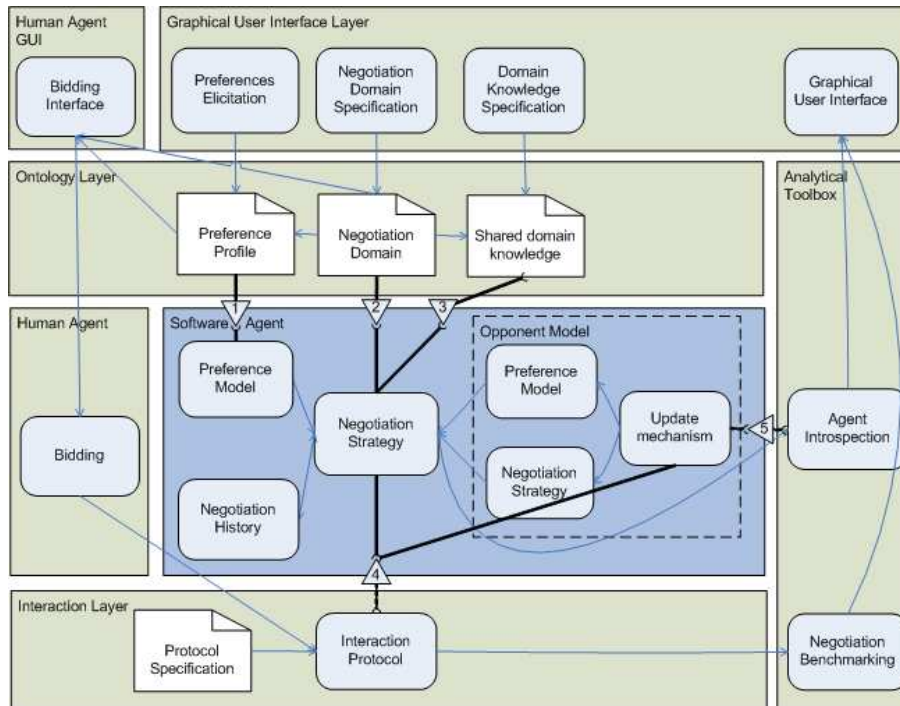 Human Agent
GUI
Graphical User Interface Layer
Bidding
Interface
Preferences
Elicitation
Negotiation
Domain
Specification
Domain
Knowledge
Specification
Graphical
User Interface
Ontology Layer
Analytical
Toolbox
Preference
Profile
Negotiation
Domain
Shared domain
knowledge
1
2
3
Human Agent
Software Agent
Opponent Model
Preference
Model
Preference
Model
Negotiation
Strategy
Update
mechanism
5
Agent
Introspection
Bidding
Negotiation
History
Negotiation
Strategy
4
Interaction Layer
Protocol
Specification
Interaction
Protocol
Negotiation
Benchmarking